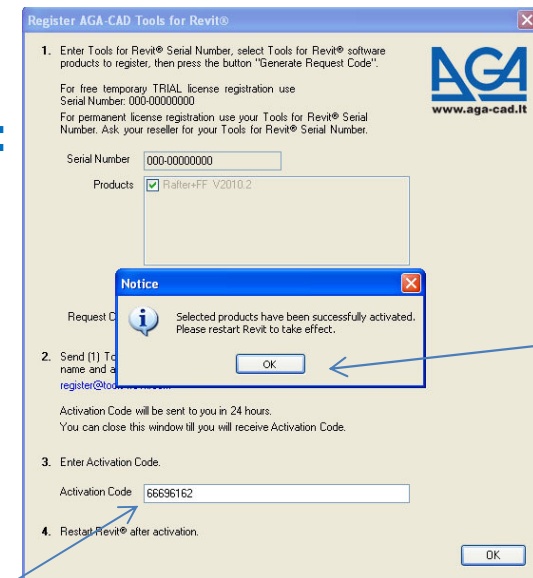 Register AGA-CAD Tools for Revit®
1. Enter Tools for Revit® Serial Number, select Tools for Revit® software
products to register, then press the button "Generate Request Code".
AGA
www.aga-cad.lt
For free temporary TRIAL license registration use
Serial Number: 000-00000000
For permanent license registration use your Tools for Revit® Serial
Number. Ask your reseller for your Tools for Revit® Serial Number.
Serial Number 000-00000000
Products Rafter+FF V2010.2
Notice
Selected products have been successfully activated.
Please restart Revit to take effect.
OK
Request C
2. Send (1) To
name and a
register@too
Activation Code will be sent to you in 24 hours.
You can close this window till you will receive Activation Code.
3. Enter Activation Code.
Activation Code 66696162
4. Restart Revit® after activation.
OK